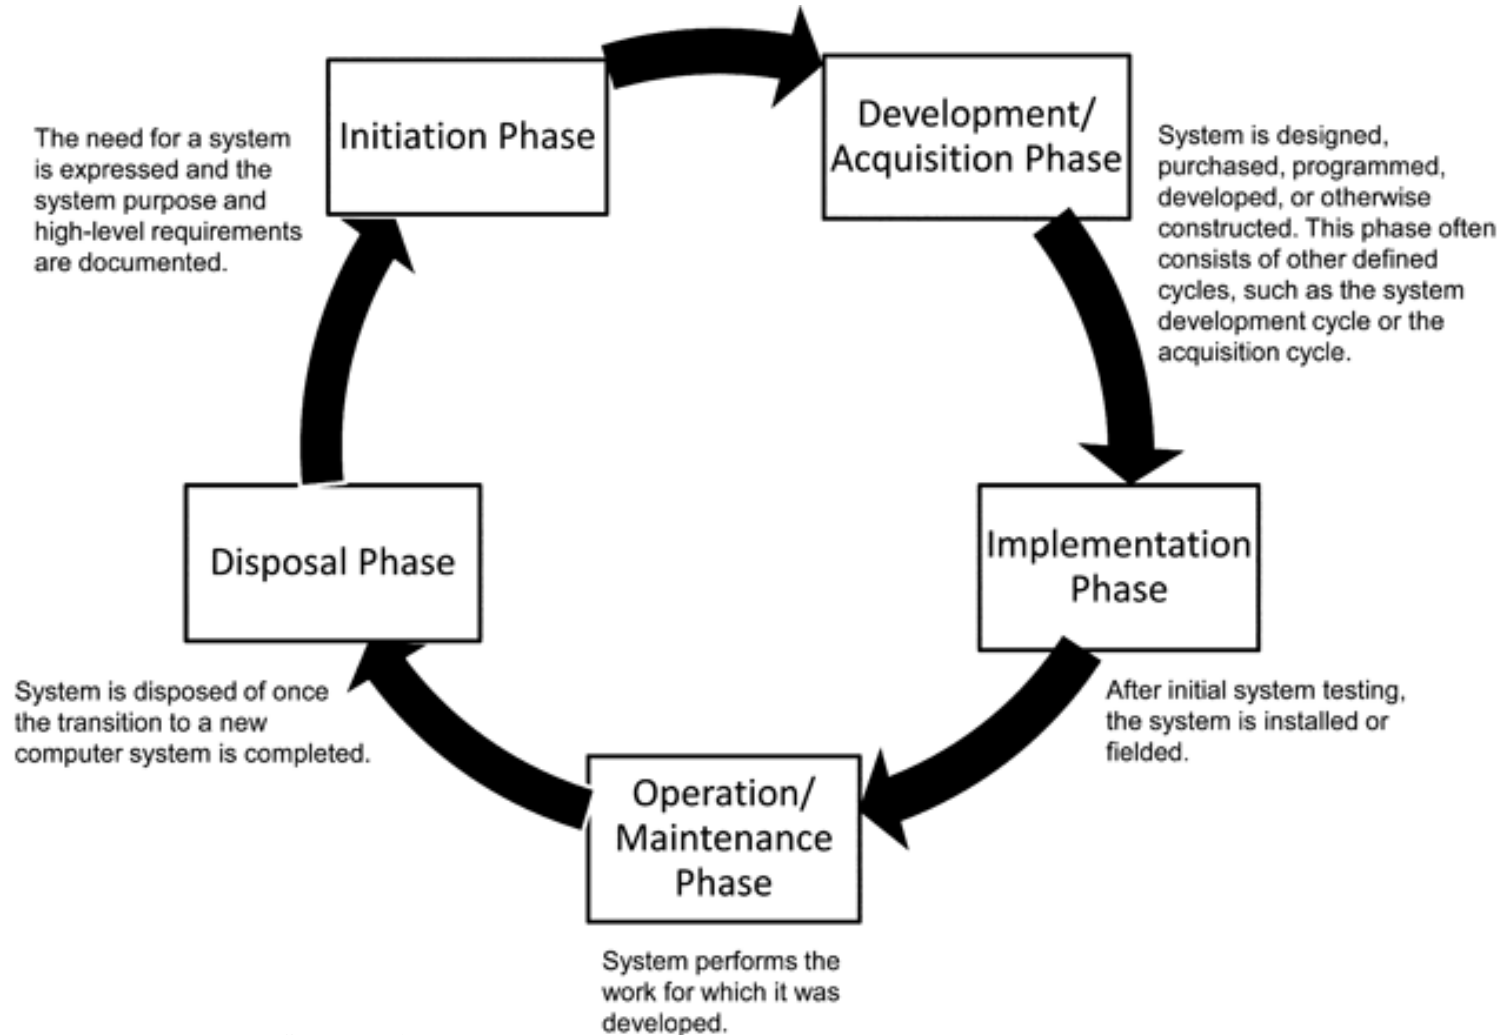 Initiation Phase
The need for a system
is expressed and the
system purpose and
high-level requirements
are documented.
Development/
Acquisition Phase
System is designed,
purchased, programmed,
developed, or otherwise
constructed. This phase often
consists of other defined
cycles, such as the system
development cycle or the
acquisition cycle.
Implementation
Phase
After initial system testing,
the system is installed or
fielded.
Operation/
Maintenance
Phase
System performs the
work for which it was
developed.
Disposal Phase
System is disposed of once
the transition to a new
computer system is completed.